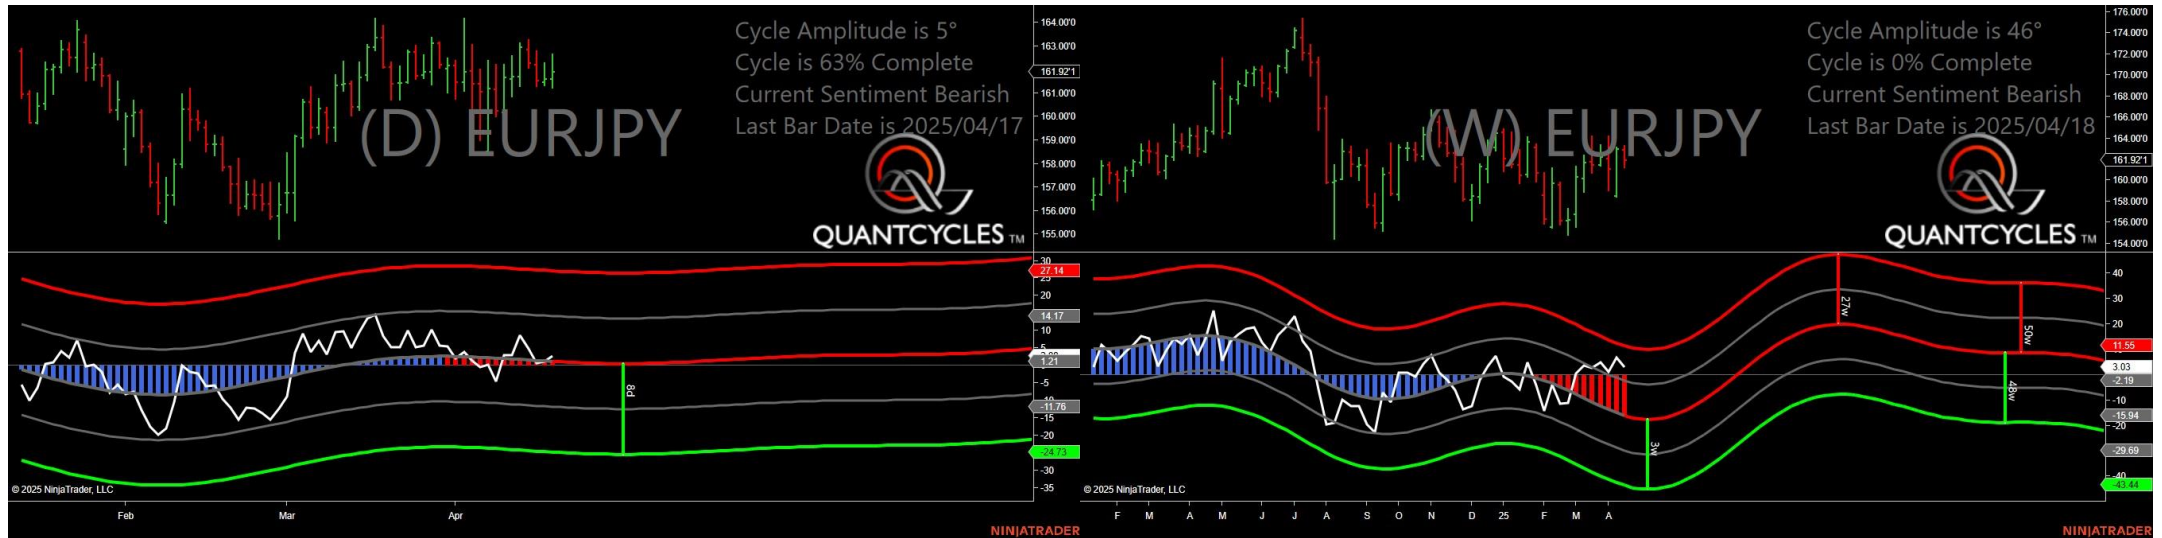 Cycle Amplitude is 5°
Cycle is 63% Complete
Current Sentiment Bearish
Last Bar Date is 2025/04/17
(D) EURJPY
QUANTCYCLES TM
164.00'0
163.00'0
161.92'1
161.00'0
160.00'0
159.00'0
158.00'0
157.00'0
156.00'0
155.00'0
30
27.14
20
14.17
10
1.21
-5
-11.76
-15
-20
-24.73
-30
-35
8d
© 2025 NinjaTrader, LLC
Feb Mar Apr
NINJATRADER
Cycle Amplitude is 46°
Cycle is 0% Complete
Current Sentiment Bearish
Last Bar Date is 2025/04/18
(W) EURJPY
QUANTCYCLES TM
176.00'0
174.00'0
172.00'0
170.00'0
168.00'0
166.00'0
164.00'0
161.92'1
160.00'0
158.00'0
156.00'0
154.00'0
40
30
20
11.55
3.03
-2.19
-10
-15.94
-20
-29.69
-40
-43.44
27w
50w
48w
3w
© 2025 NinjaTrader, LLC
F M A M J J A S O N D 25 F M A
NINJATRADER